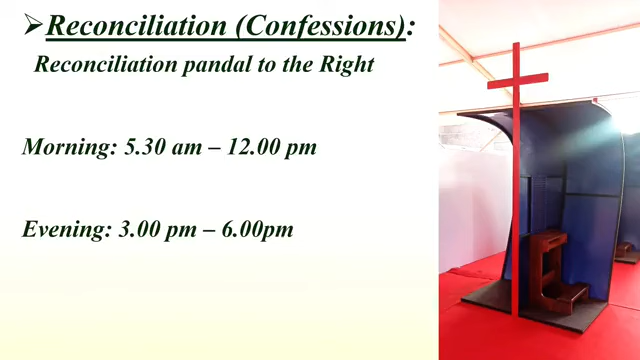 ➢Reconciliation (Confessions):
Reconciliation pandal to the Right
Morning: 5.30 am – 12.00 pm
Evening: 3.00 pm – 6.00pm